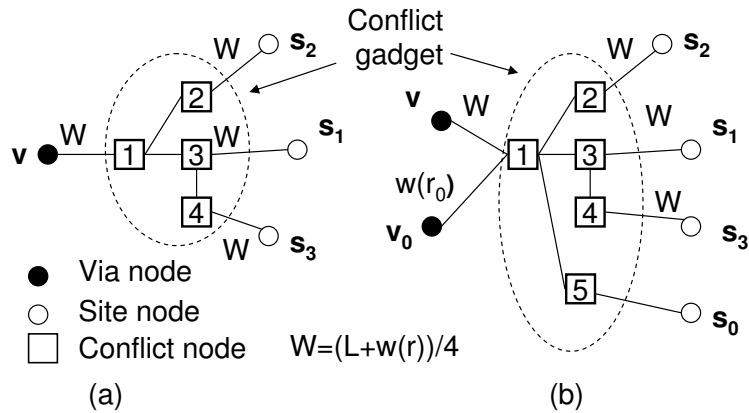 Conflict
gadget
W
s₂
2
W
v
1
3
W
s₁
4
W
s₃
W
s₂
v
W
2
W
s₁
1
3
w(r₀)
W
4
s₃
v₀
5
s₀
Via node
Site node
Conflict node
W=(L+w(r))/4
(a)
(b)